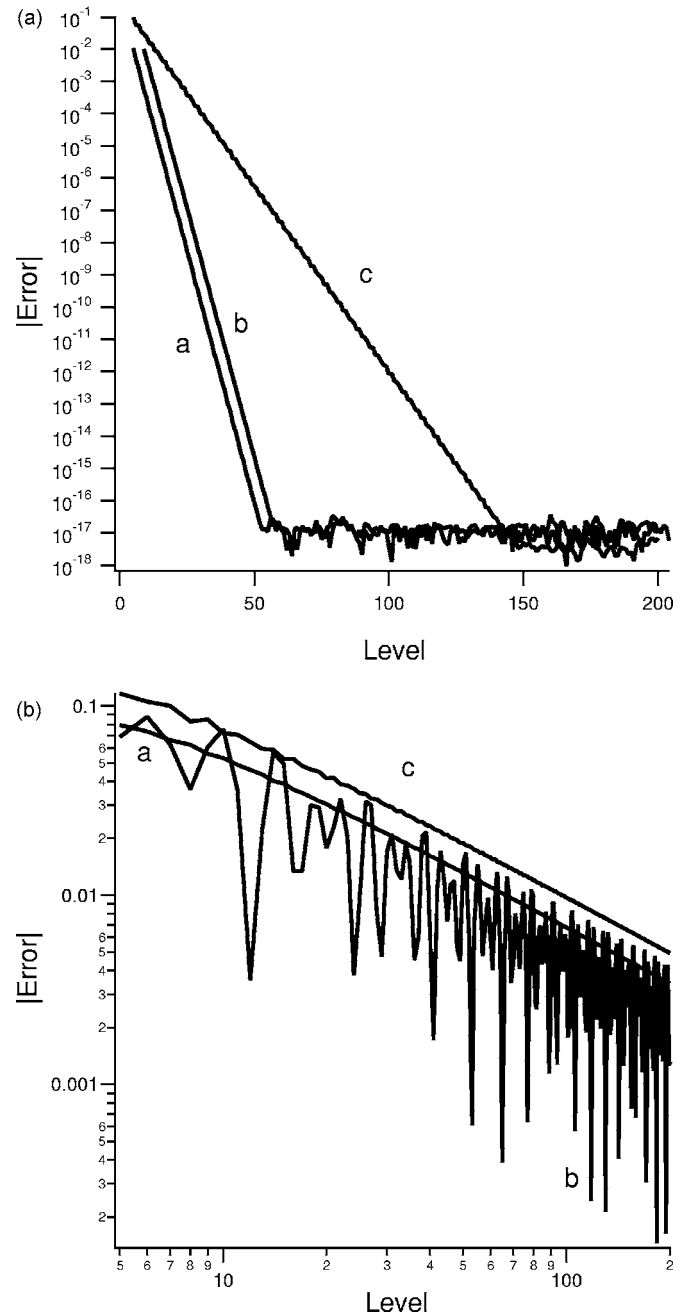 (a)
10⁻¹
10⁻²
10⁻³
10⁻⁴
10⁻⁵
10⁻⁶
10⁻⁷
10⁻⁸
10⁻⁹
10⁻¹⁰
10⁻¹¹
10⁻¹²
10⁻¹³
10⁻¹⁴
10⁻¹⁵
10⁻¹⁶
10⁻¹⁷
10⁻¹⁸
|Error|
a
b
c
0 50 100 150 200
Level
(b)
0.1
6
5
4
3
2
0.01
6
5
4
3
2
0.001
6
5
4
3
2
|Error|
a
c
b
5 6 7 8 9 10 2 3 4 5 6 7 8 9 100 2
Level